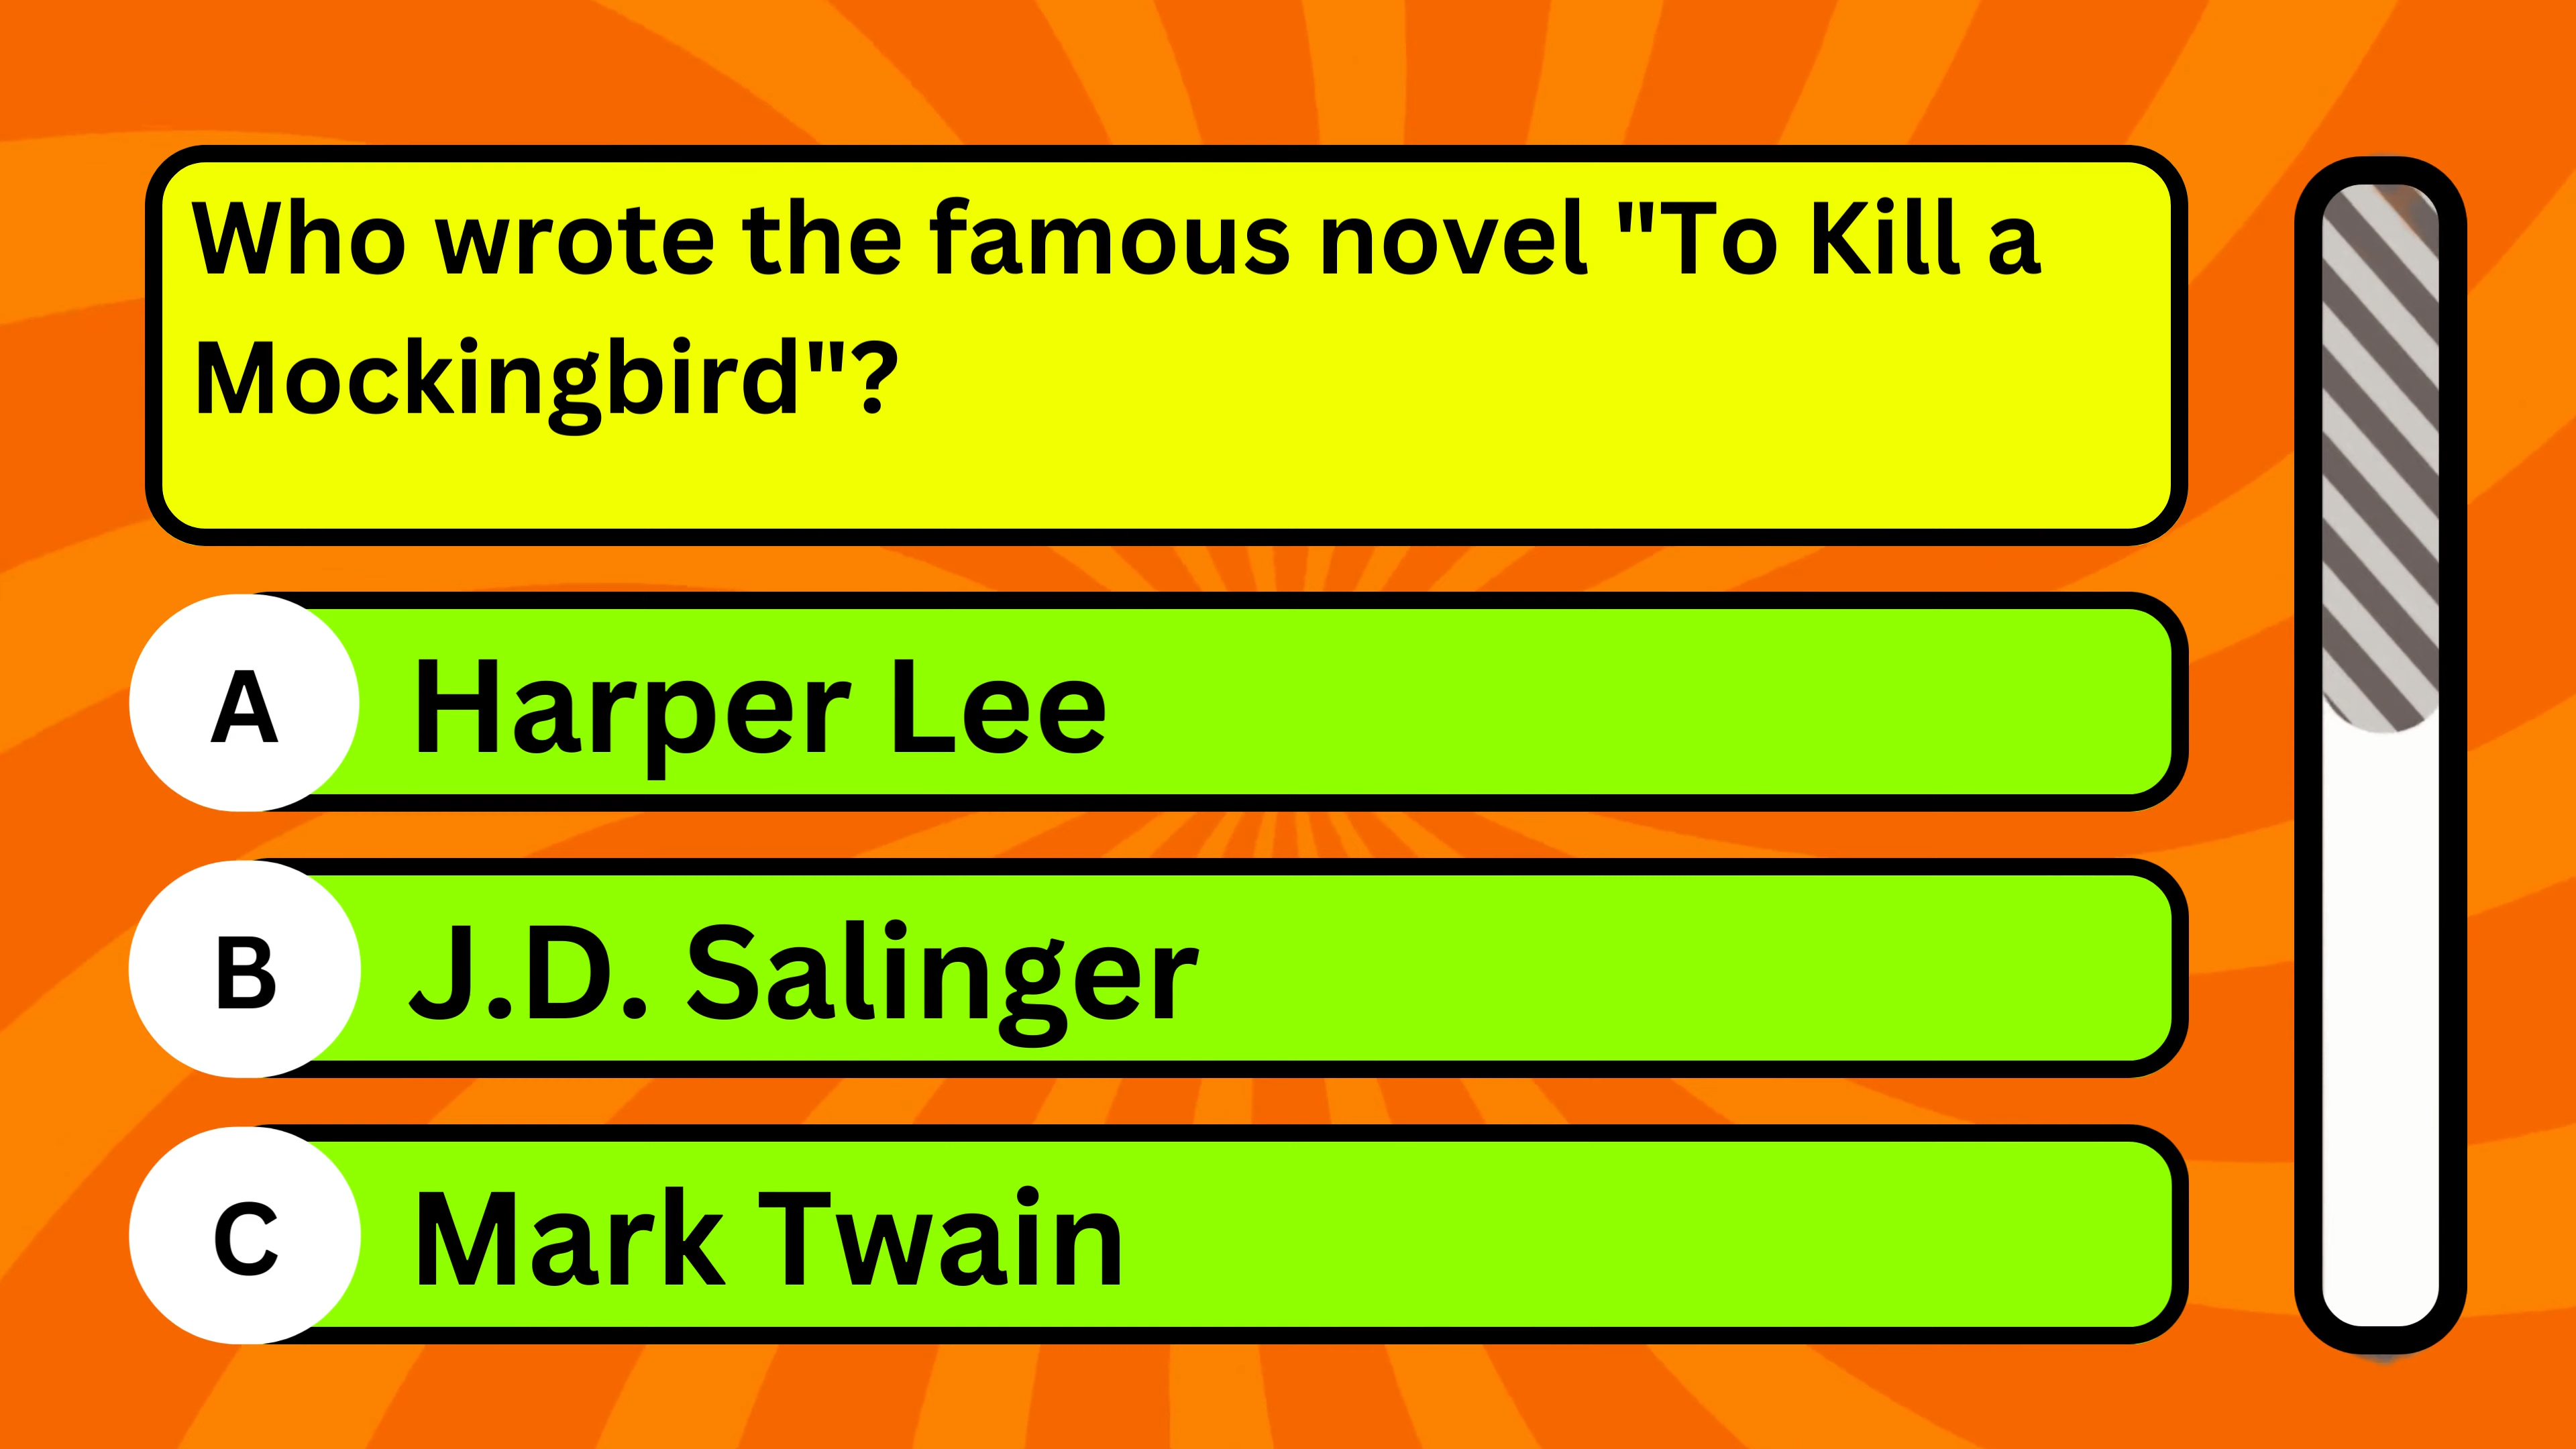 Who wrote the famous novel "To Kill a
Mockingbird"?
A Harper Lee
B J.D. Salinger
C Mark Twain